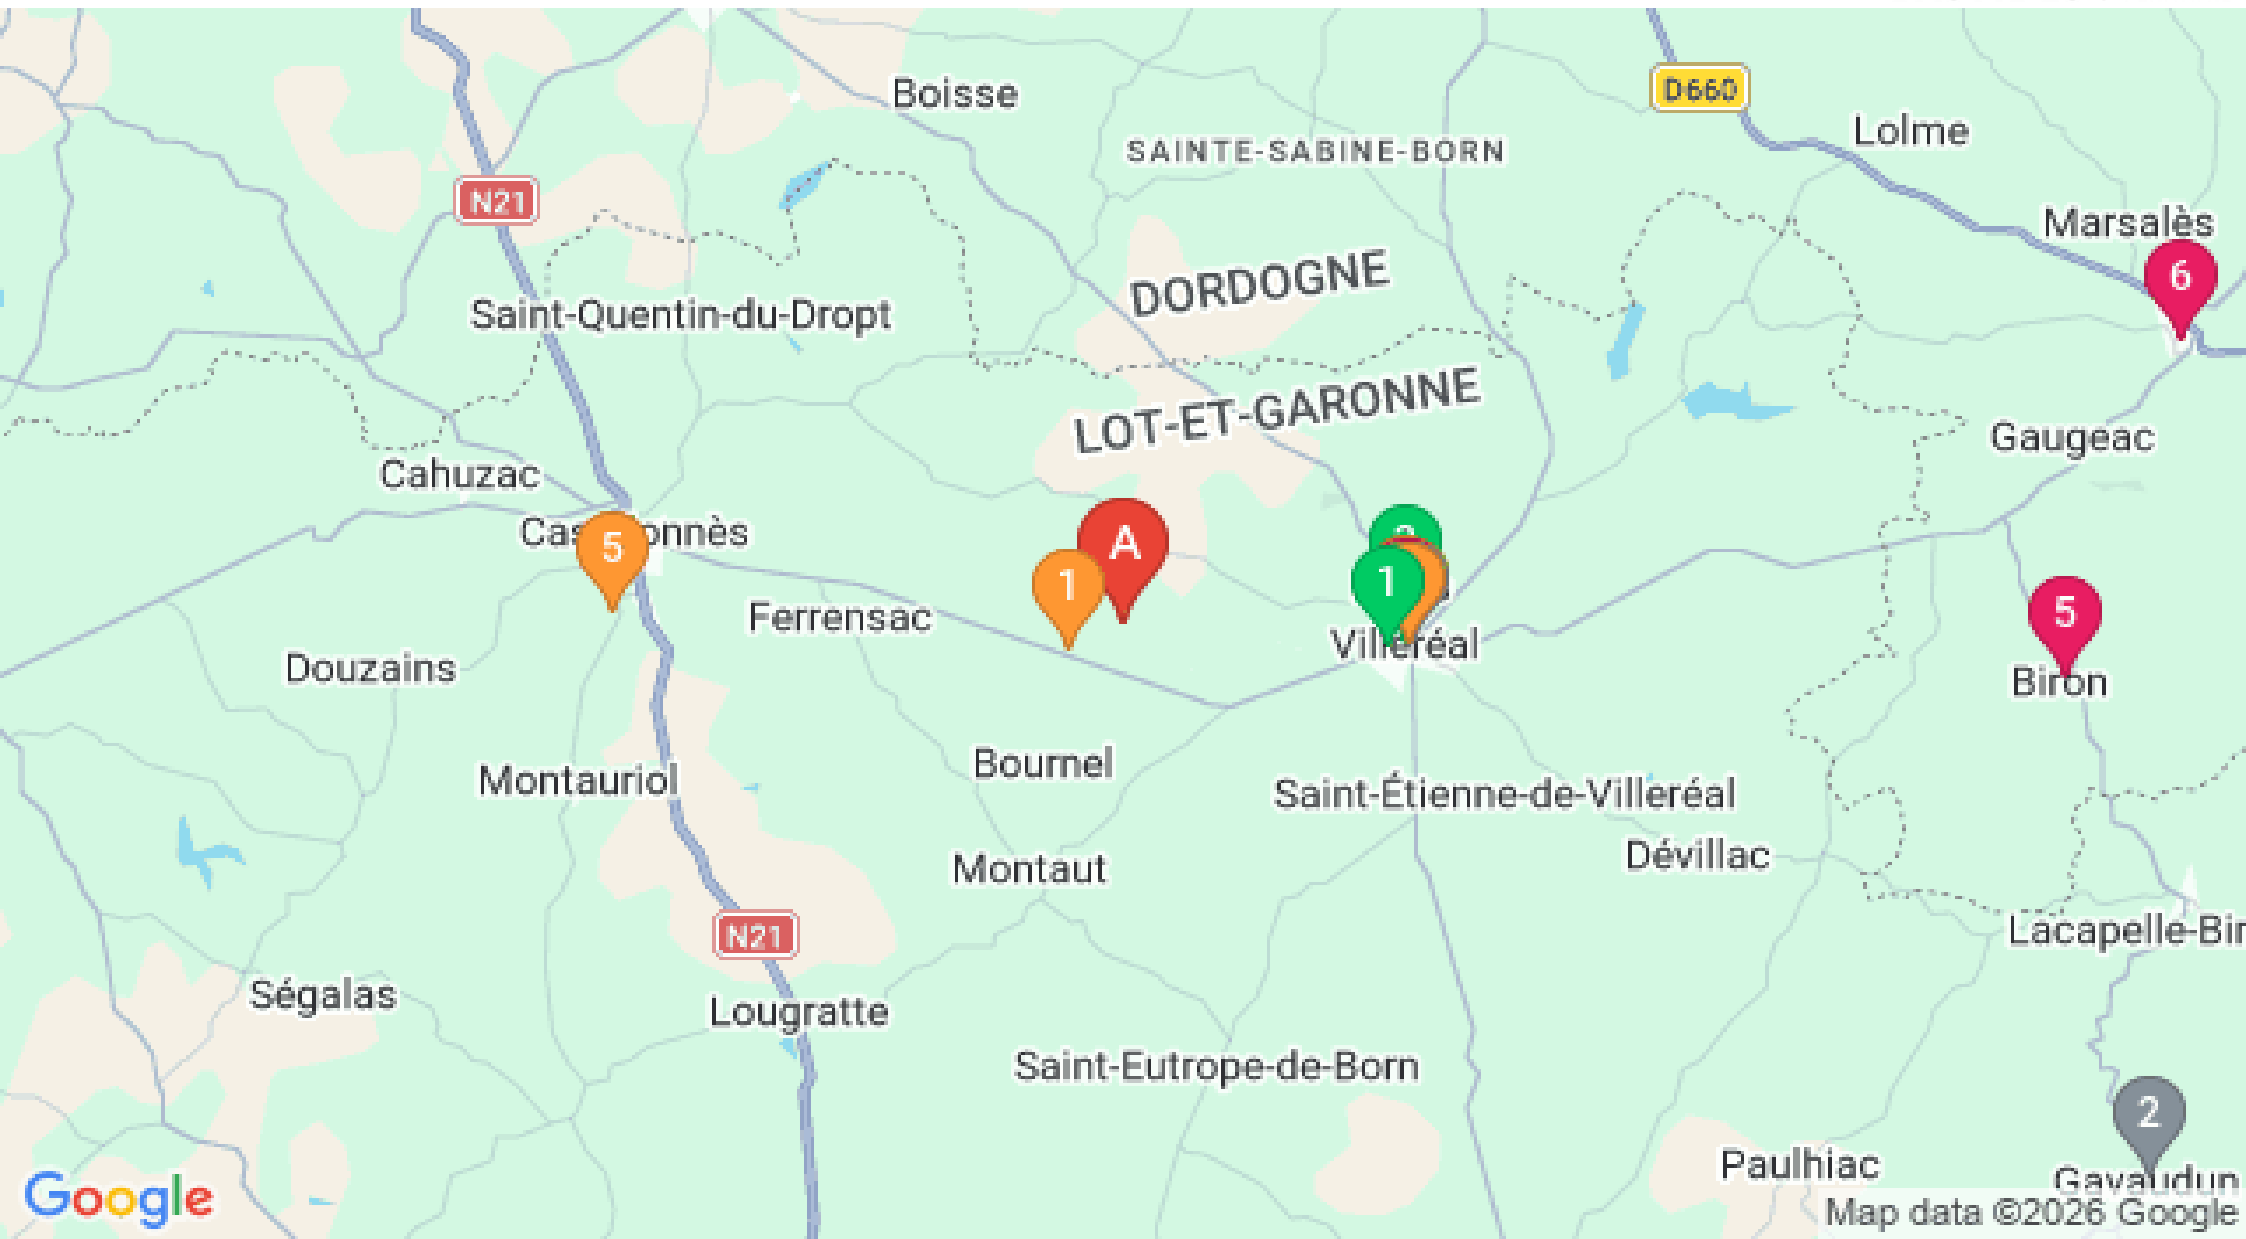 Boisse
D660
Lolme
SAINTE-SABINE-BORN
N21
Marsalès
6
DORDOGNE
Saint-Quentin-du-Dropt
LOT-ET-GARONNE
Gaugeac
Cahuzac
5
A
1
1
5
Ferrensac
Villeréal
Douzains
Biron
Bournel
Montauriol
Saint-Étienne-de-Villeréal
Dévillac
Montaut
N21
Lacapelle-Bir
Ségalas
Lougratte
Saint-Eutrope-de-Born
2
Paulhiac
Gavaudun
Google
Map data ©2026 Google